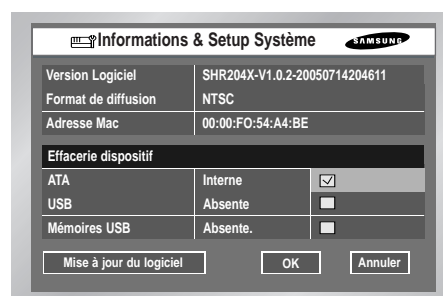 Informations & Setup Système SAMSUNG
Version Logiciel SHR204X-V1.0.2-20050714204611
Format de diffusion NTSC
Adresse Mac 00:00:FO:54:A4:BE
Effacerie dispositif
ATA Interne
USB Absente
Mémoires USB Absente.
Mise à jour du logiciel OK Annuler